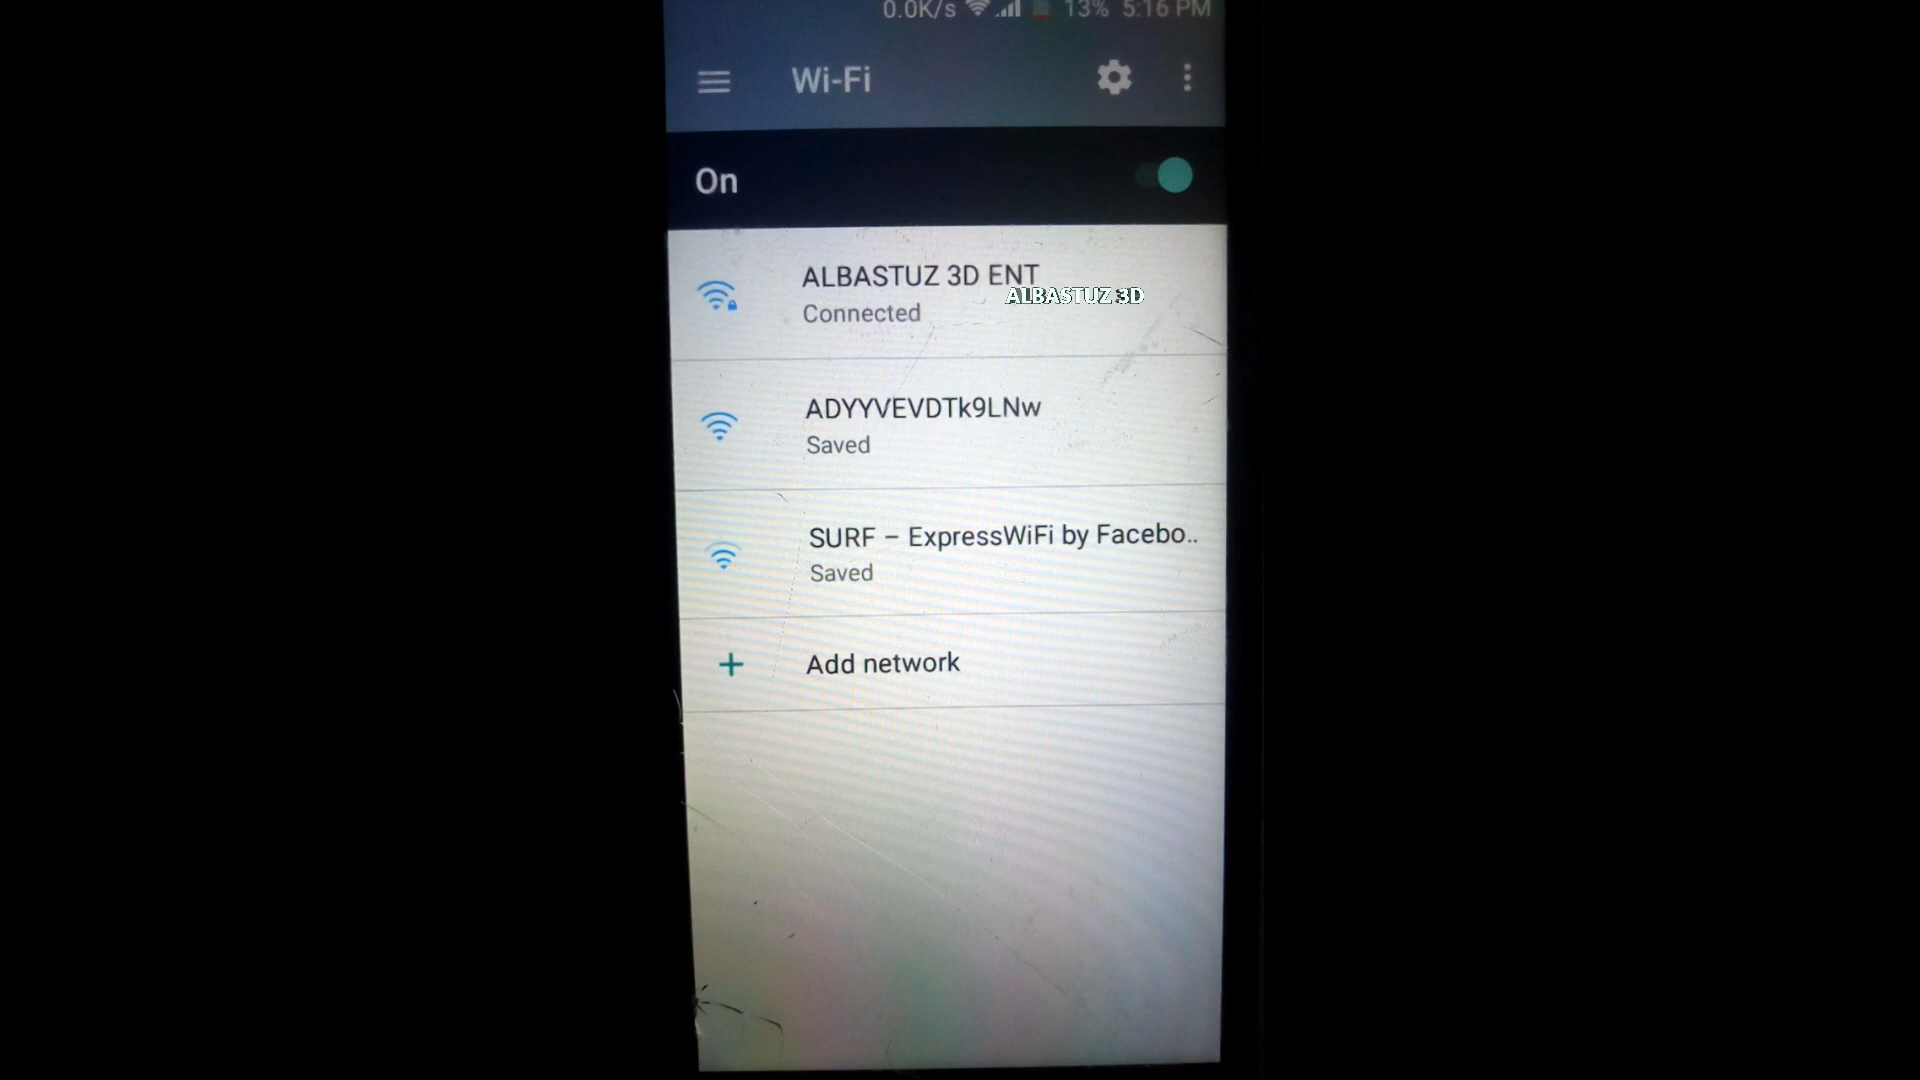 0.0K/s 13% 5:16 PM
Wi-Fi
On
ALBASTUZ 3D ENT
ALBASTUZ 3D
Connected
ADYYVEVDTk9LNw
Saved
SURF – ExpressWiFi by Facebo..
Saved
+ Add network